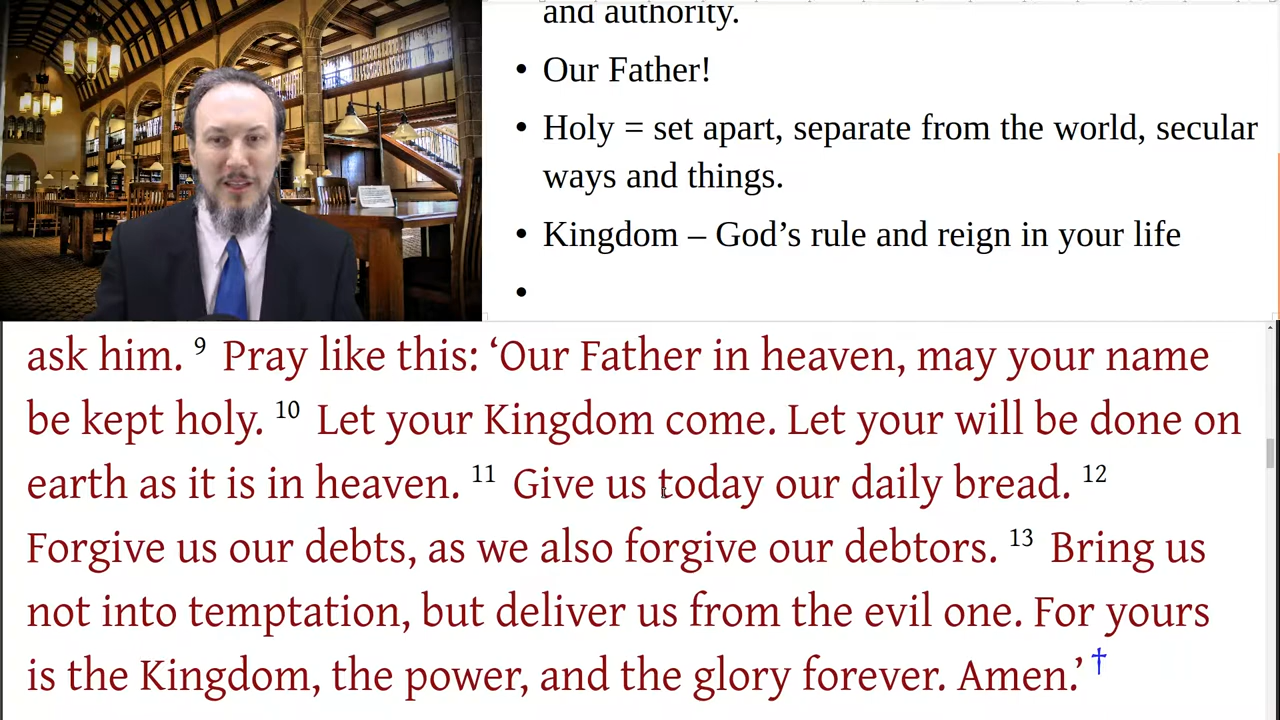 and authority.
• Our Father!
• Holy = set apart, separate from the world, secular
ways and things.
• Kingdom – God’s rule and reign in your life
•
ask him. 9 Pray like this: ‘Our Father in heaven, may your name
be kept holy. 10 Let your Kingdom come. Let your will be done on
earth as it is in heaven. 11 Give us today our daily bread. 12
Forgive us our debts, as we also forgive our debtors. 13 Bring us
not into temptation, but deliver us from the evil one. For yours
is the Kingdom, the power, and the glory forever. Amen.’ †